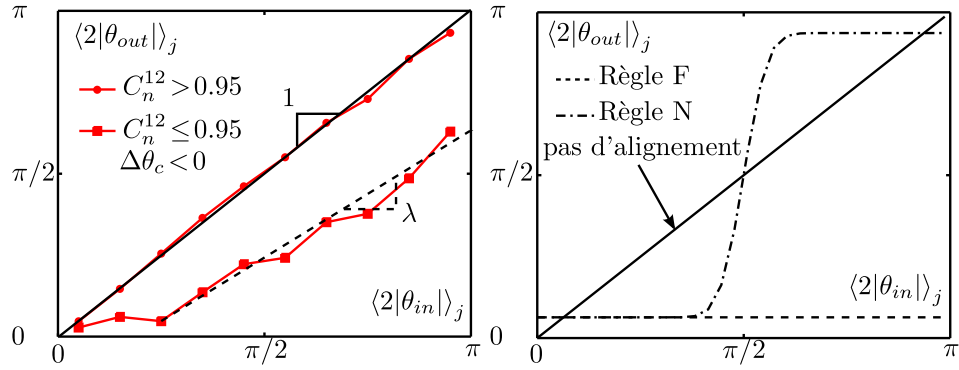 π
⟨2|θ_out|⟩_j
C_n^12 > 0.95
C_n^12 ≤ 0.95
Δθ_c < 0
1
π/2
λ
⟨2|θ_in|⟩_j
0
0
π/2
π
π
⟨2|θ_out|⟩_j
Règle F
Règle N
pas d'alignement
π/2
⟨2|θ_in|⟩_j
0
0
π/2
π